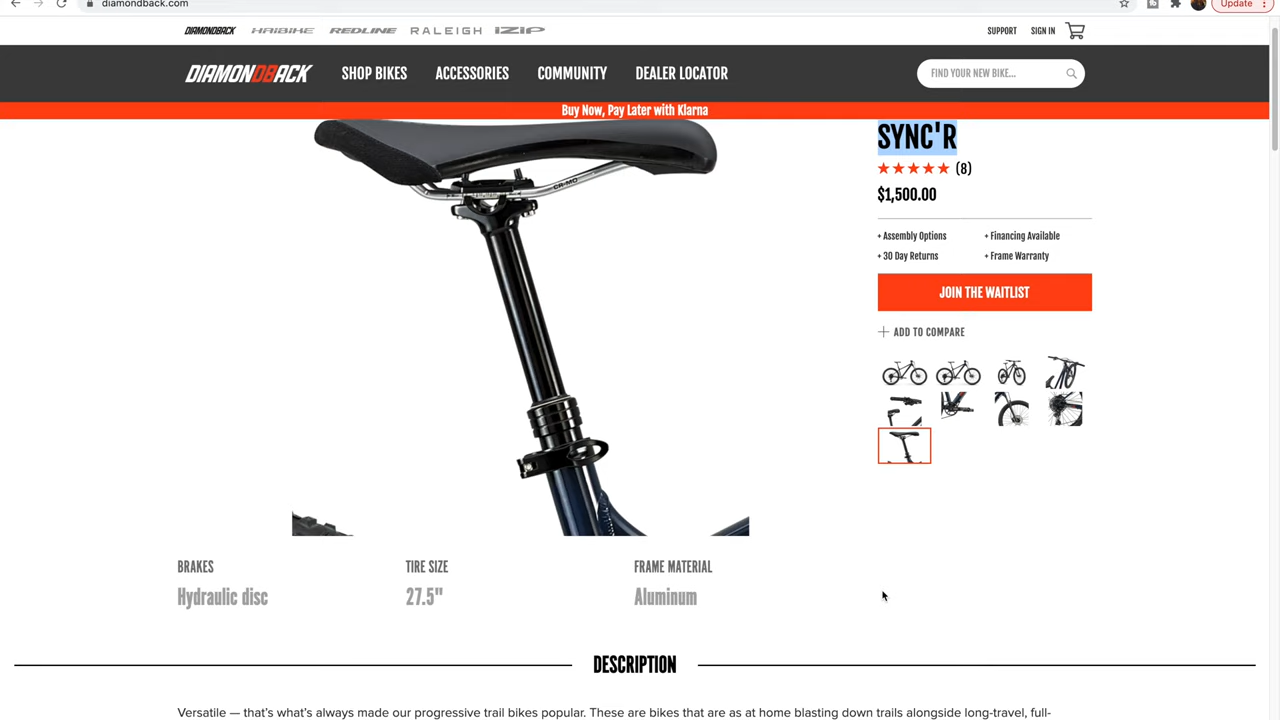 diamondback.com
Update
DIAMONDBACK HAIBIKE REDLINE RALEIGH IZIP
SUPPORT SIGN IN
DIAMONDBACK SHOP BIKES ACCESSORIES COMMUNITY DEALER LOCATOR FIND YOUR NEW BIKE...
Buy Now, Pay Later with Klarna
SYNC'R
(8)
$1,500.00
+ Assembly Options + Financing Available
+ 30 Day Returns + Frame Warranty
JOIN THE WAITLIST
ADD TO COMPARE
CR-MO
BRAKES TIRE SIZE FRAME MATERIAL
Hydraulic disc 27.5" Aluminum
DESCRIPTION
Versatile — that's what's always made our progressive trail bikes popular. These are bikes that are as at home blasting down trails alongside long-travel, full-